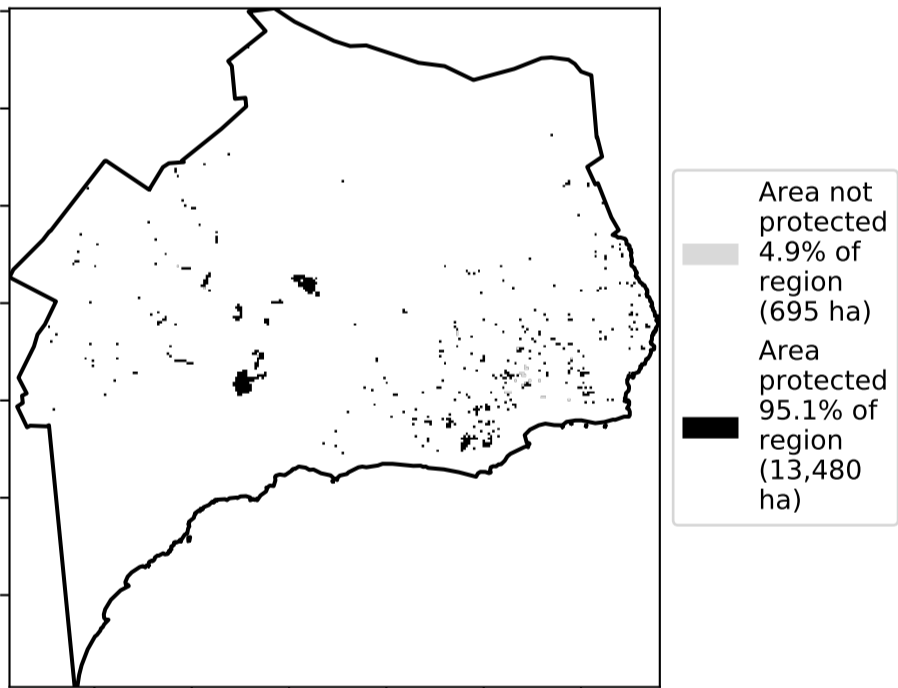 Area not
protected
4.9% of
region
(695 ha)
Area
protected
95.1% of
region
(13,480
ha)